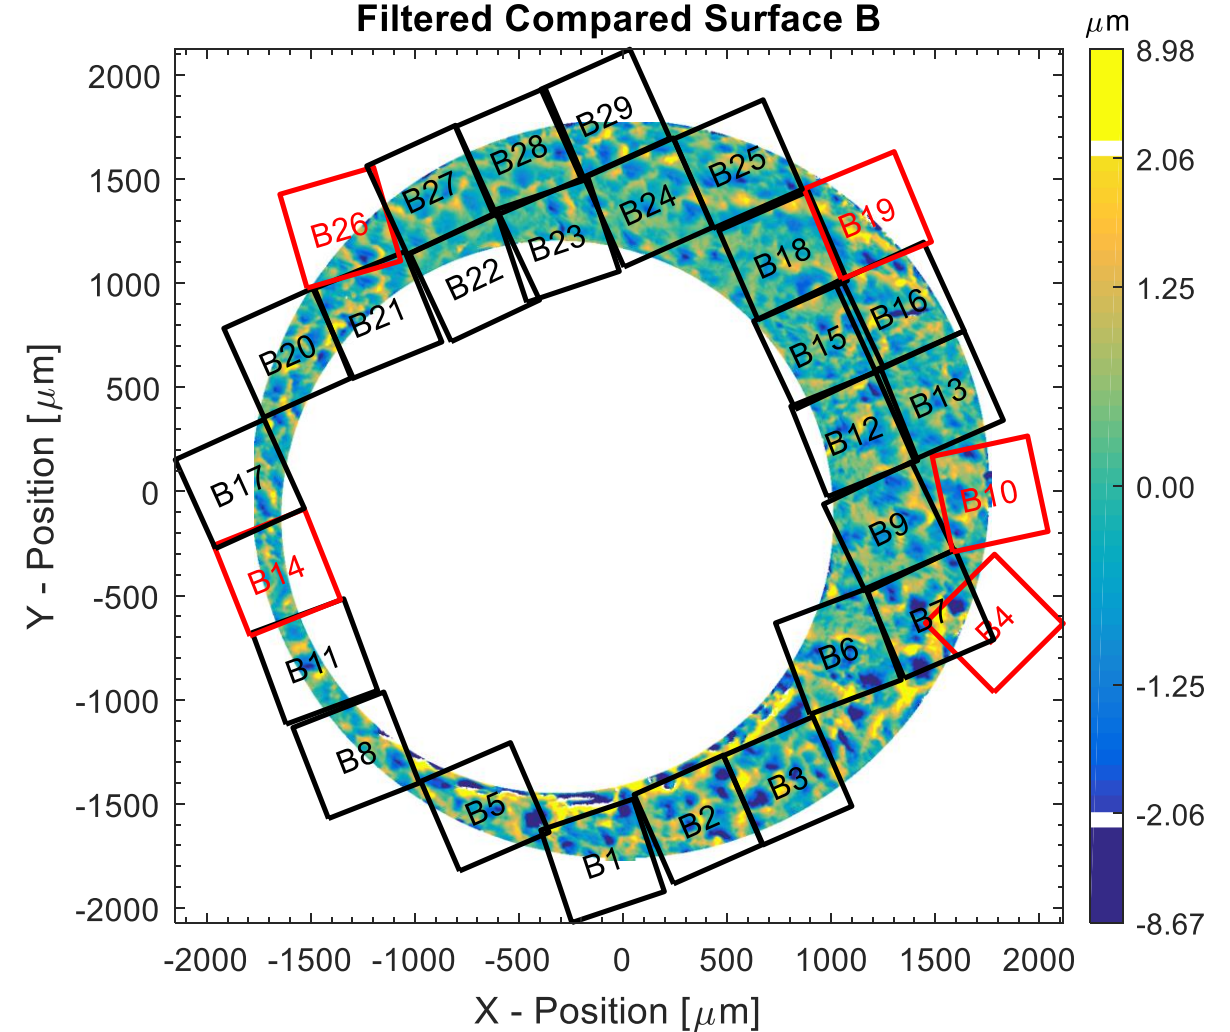 Filtered Compared Surface B
μm
8.98
2.06
1.25
0.00
-1.25
-2.06
-8.67
Y - Position [μm]
2000
1500
1000
500
0
-500
-1000
-1500
-2000
B29
B28
B25
B27
B24
B19
B26
B23
B18
B22
B16
B21
B15
B20
B13
B12
B17
B10
B9
B14
B7
B4
B6
B11
B8
B3
B5
B2
B1
-2000 -1500 -1000 -500 0 500 1000 1500 2000
X - Position [μm]